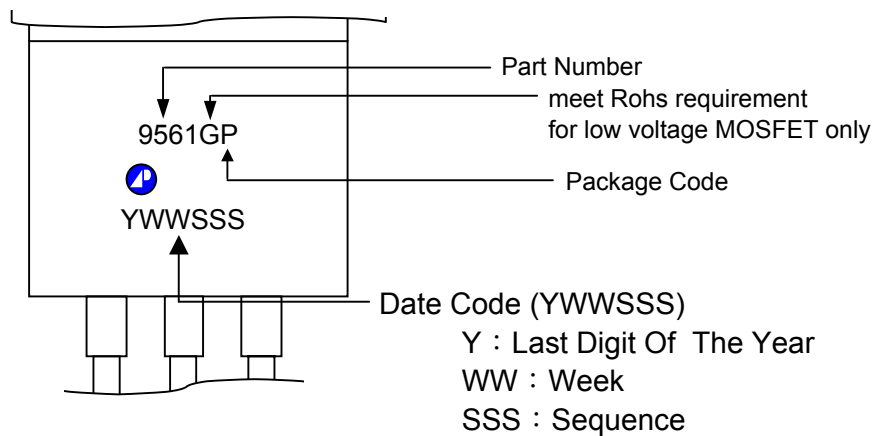 Part Number
meet Rohs requirement
for low voltage MOSFET only
9561GP
Package Code
YWWSSS
Date Code (YWWSSS)
Y：Last Digit Of The Year
WW：Week
SSS：Sequence